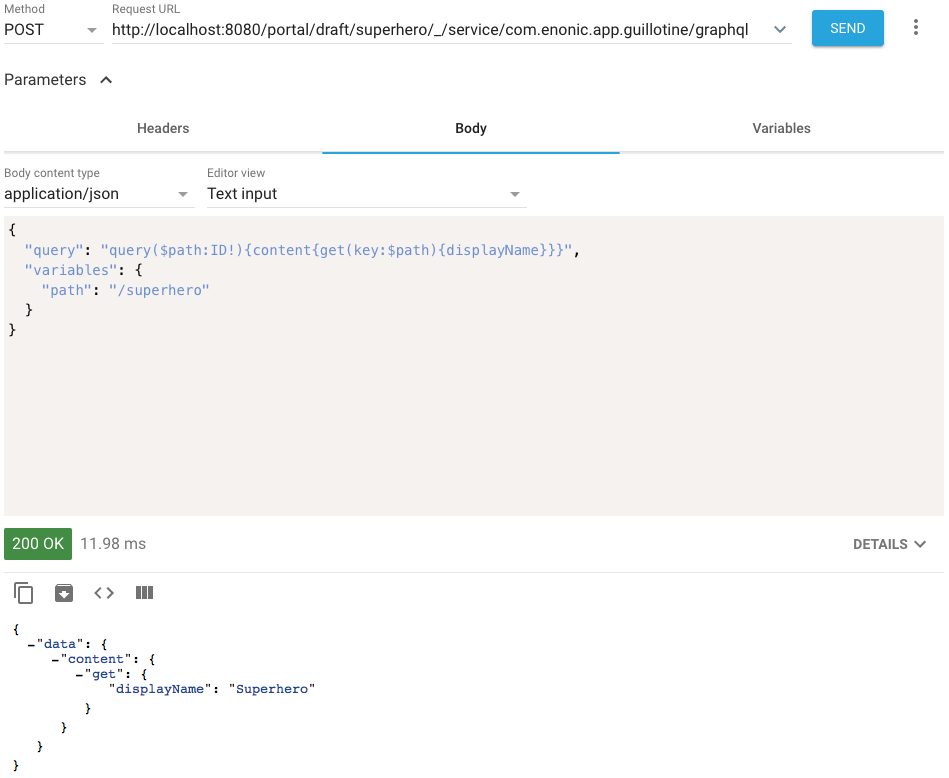 Method
Request URL
POST
http://localhost:8080/portal/draft/superhero/_/service/com.enonic.app.guillotine/graphql
SEND
Parameters
Headers
Body
Variables
Body content type
Editor view
application/json
Text input
{
  "query": "query($path:ID!){content{get(key:$path){displayName}}}",
  "variables": {
    "path": "/superhero"
  }
}
200 OK
11.98 ms
DETAILS
{
  -"data": {
    -"content": {
      -"get": {
          "displayName": "Superhero"
        }
      }
    }
}